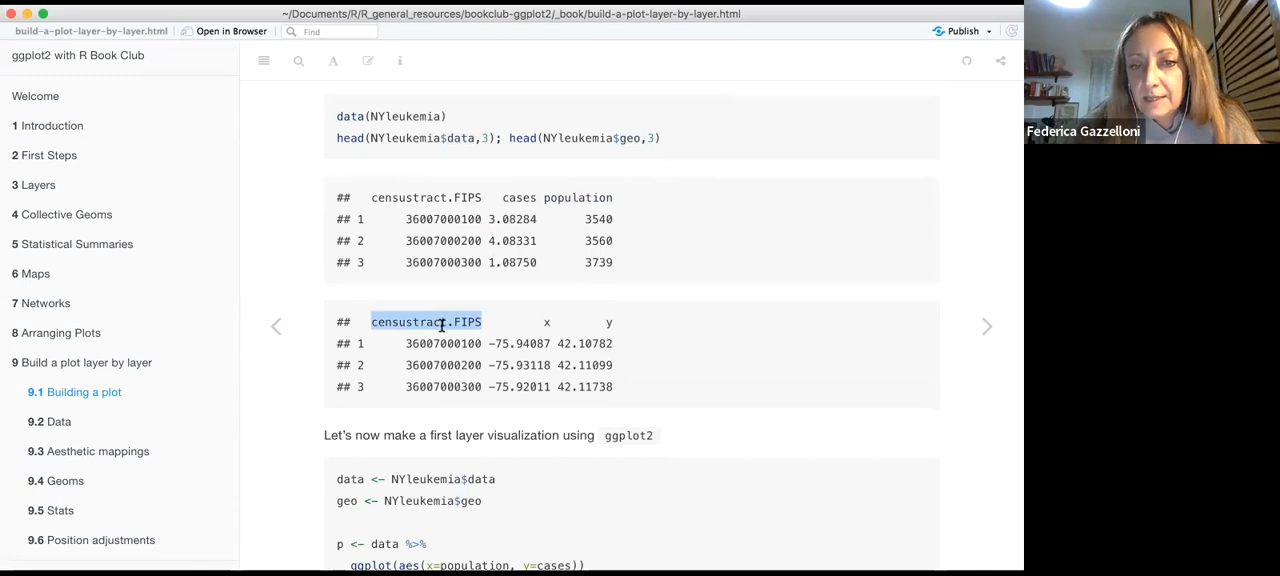 ~/Documents/R/R_general_resources/bookclub-ggplot2/_book/build-a-plot-layer-by-layer.html
build-a-plot-layer-by-layer.html Open in Browser Find Publish
ggplot2 with R Book Club
Welcome
1 Introduction
2 First Steps
3 Layers
4 Collective Geoms
5 Statistical Summaries
6 Maps
7 Networks
8 Arranging Plots
9 Build a plot layer by layer
9.1 Building a plot
9.2 Data
9.3 Aesthetic mappings
9.4 Geoms
9.5 Stats
9.6 Position adjustments
data(NYleukemia)
head(NYleukemia$data,3); head(NYleukemia$geo,3)
## censustract.FIPS cases population
## 1 36007000100 3.08284 3540
## 2 36007000200 4.08331 3560
## 3 36007000300 1.08750 3739
## censustract.FIPS x y
## 1 36007000100 -75.94087 42.10782
## 2 36007000200 -75.93118 42.11099
## 3 36007000300 -75.92011 42.11738
Let's now make a first layer visualization using ggplot2
data <- NYleukemia$data
geo <- NYleukemia$geo
p <- data %>%
ggplot(aes(x=population, y=cases))
Federica Gazzelloni